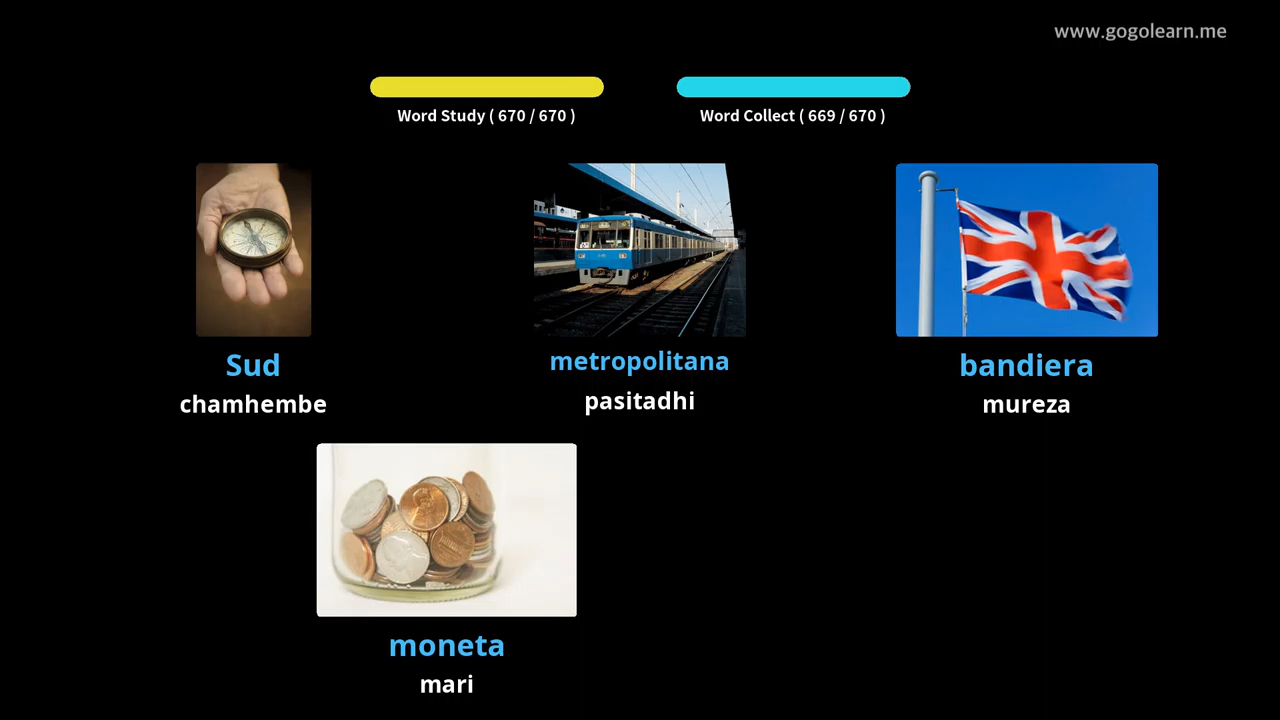 www.gogolearn.me
Word Study ( 670 / 670 )
Word Collect ( 669 / 670 )
Sud
chamhembe
metropolitana
pasitadhi
bandiera
mureza
moneta
mari